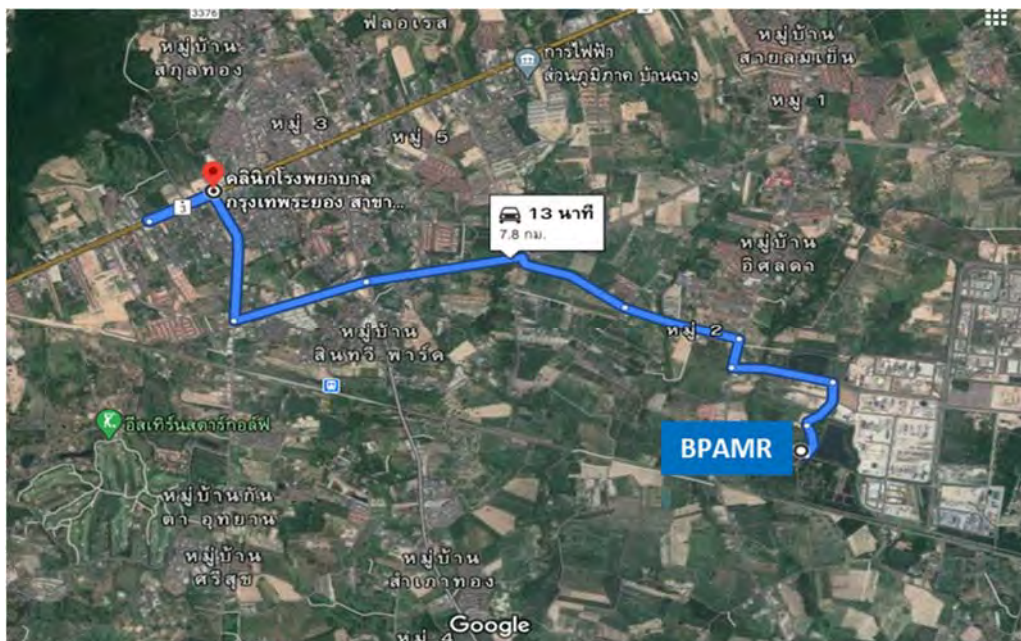 3376
ฟลอเรส
หมู่บ้าน
สกุลทอง
การไฟฟ้า
ส่วนภูมิภาค บ้านฉาง
หมู่บ้าน
สายลมเย็น
หมู่ 1
หมู่ 3
หมู่ 5
คลินิกโรงพยาบาล
กรุงเทพระยอง สาขา...
3
13 นาที
7.8 กม.
หมู่บ้าน
อิศลดา
หมู่ 2
หมู่บ้าน
สินทวี พาร์ค
อีสเทิร์นสตาร์กอล์ฟ
BPAMR
หมู่บ้านกัน
ตา อุทยาน
หมู่บ้าน
ศรีสุข
หมู่บ้าน
สำเภาทอง
Google
หมู่ 4